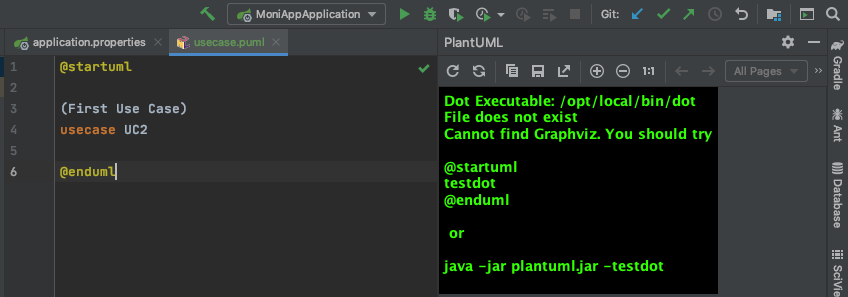 MoniAppApplication
Git:
application.properties
usecase.puml
PlantUML
1 @startuml
2
3 (First Use Case)
4 usecase UC2
5
6 @enduml
1:1
All Pages
Dot Executable: /opt/local/bin/dot
File does not exist
Cannot find Graphviz. You should try
@startuml
testdot
@enduml
or
java -jar plantuml.jar -testdot
Gradle
Ant
Database
SciVie